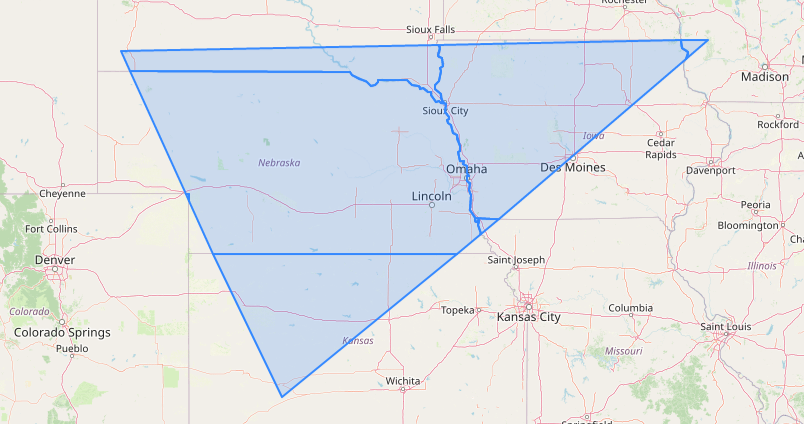 Rochester
Sioux Falls
Madison
Sioux City
Rockford
Iowa
Cedar
Rapids
Nebraska
Omaha
Des Moines
Davenport
Cheyenne
Lincoln
Peoria
Fort Collins
Bloomington
Denver
Saint Joseph
Illinois
Colorado
Topeka
Kansas City
Columbia
Colorado Springs
Saint Louis
Pueblo
Kansas
Missouri
Wichita